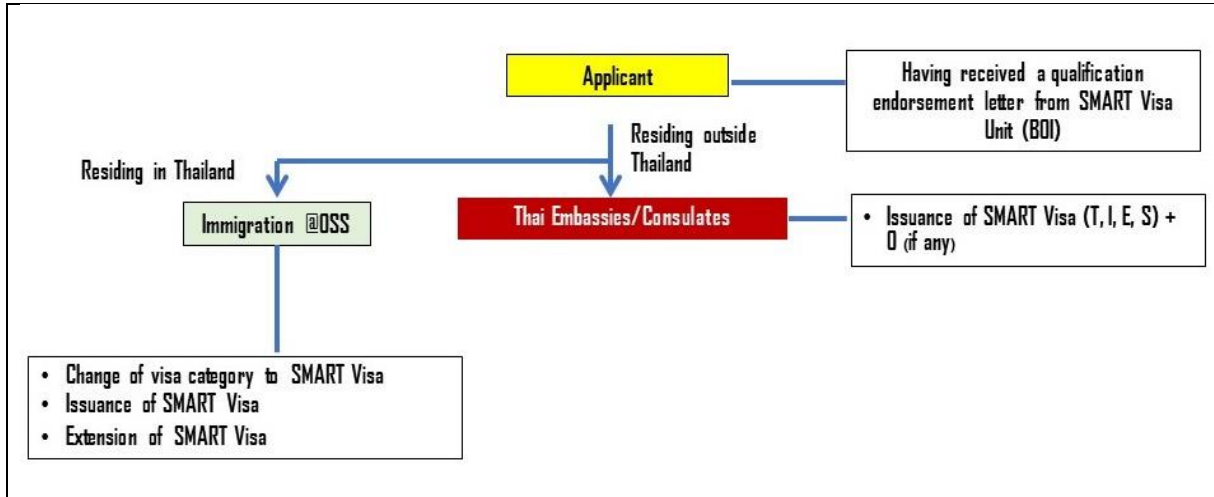 Applicant
Having received a qualification
endorsement letter from SMART Visa
Unit (BOI)
Residing outside
Thailand
Residing in Thailand
Immigration @OSS
Thai Embassies/Consulates
• Issuance of SMART Visa (T, I, E, S) +
O (if any)
• Change of visa category to SMART Visa
• Issuance of SMART Visa
• Extension of SMART Visa